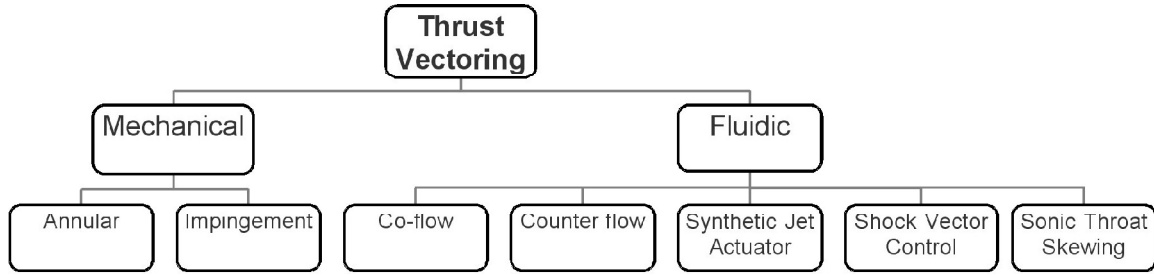 Thrust
Vectoring
Mechanical
Fluidic
Annular
Impingement
Co-flow
Counter flow
Synthetic Jet
Actuator
Shock Vector
Control
Sonic Throat
Skewing